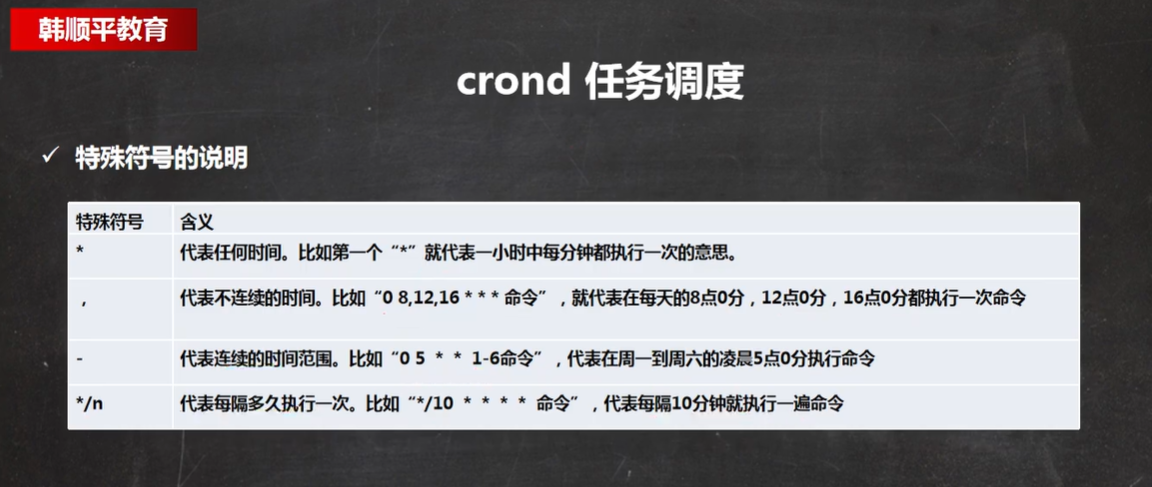 韩顺平教育
crond 任务调度
✓ 特殊符号的说明
特殊符号 含义
* 代表任何时间。比如第一个“*”就代表一小时中每分钟都执行一次的意思。
, 代表不连续的时间。比如“0 8,12,16 * * * 命令”，就代表在每天的8点0分，12点0分，16点0分都执行一次命令
- 代表连续的时间范围。比如“0 5 * * 1-6命令”，代表在周一到周六的凌晨5点0分执行命令
*/n 代表每隔多久执行一次。比如“*/10 * * * * 命令”，代表每隔10分钟就执行一遍命令